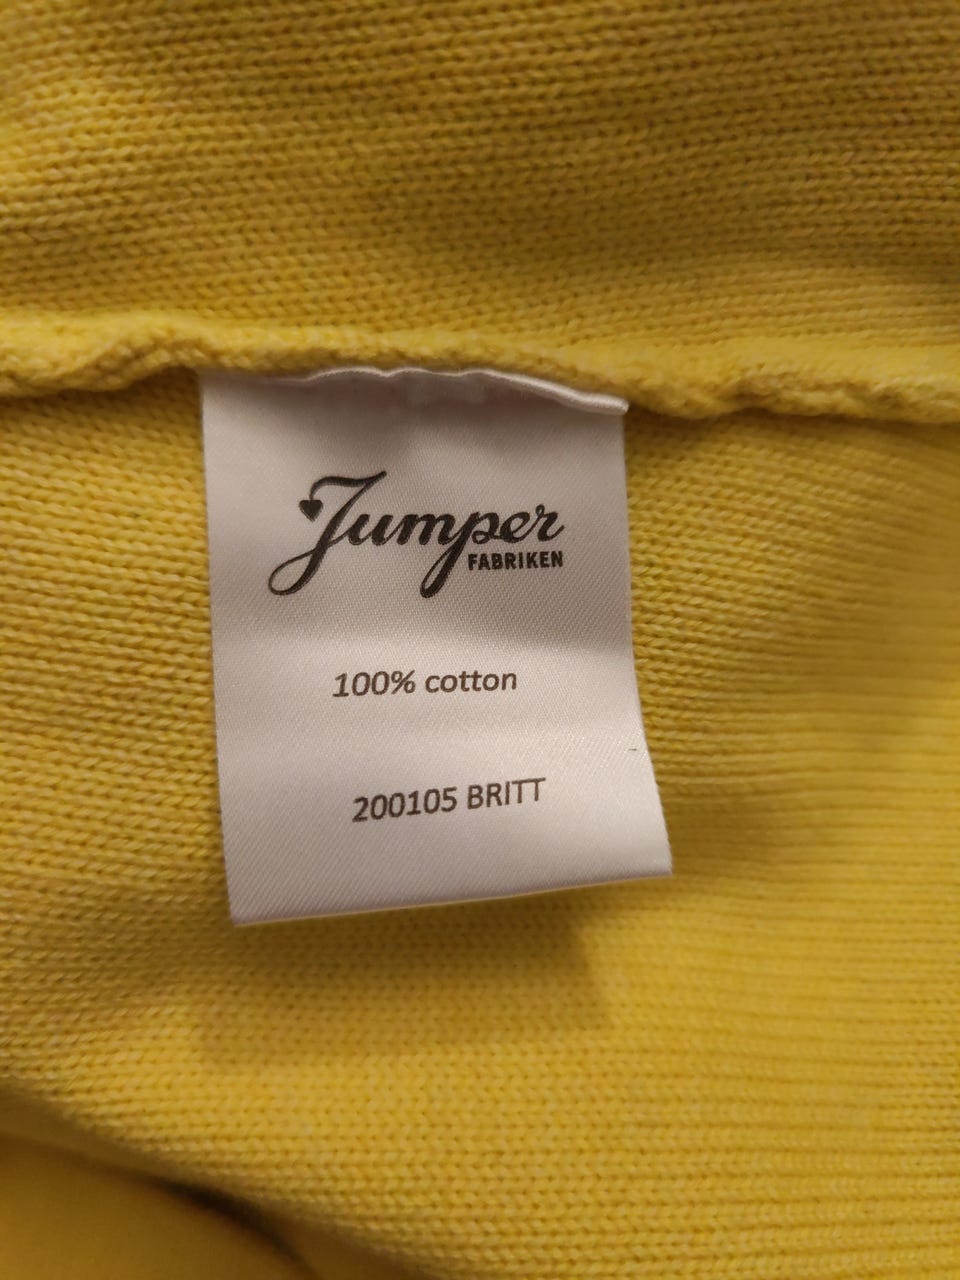 Jumper
FABRIKEN
100% cotton
200105 BRITT